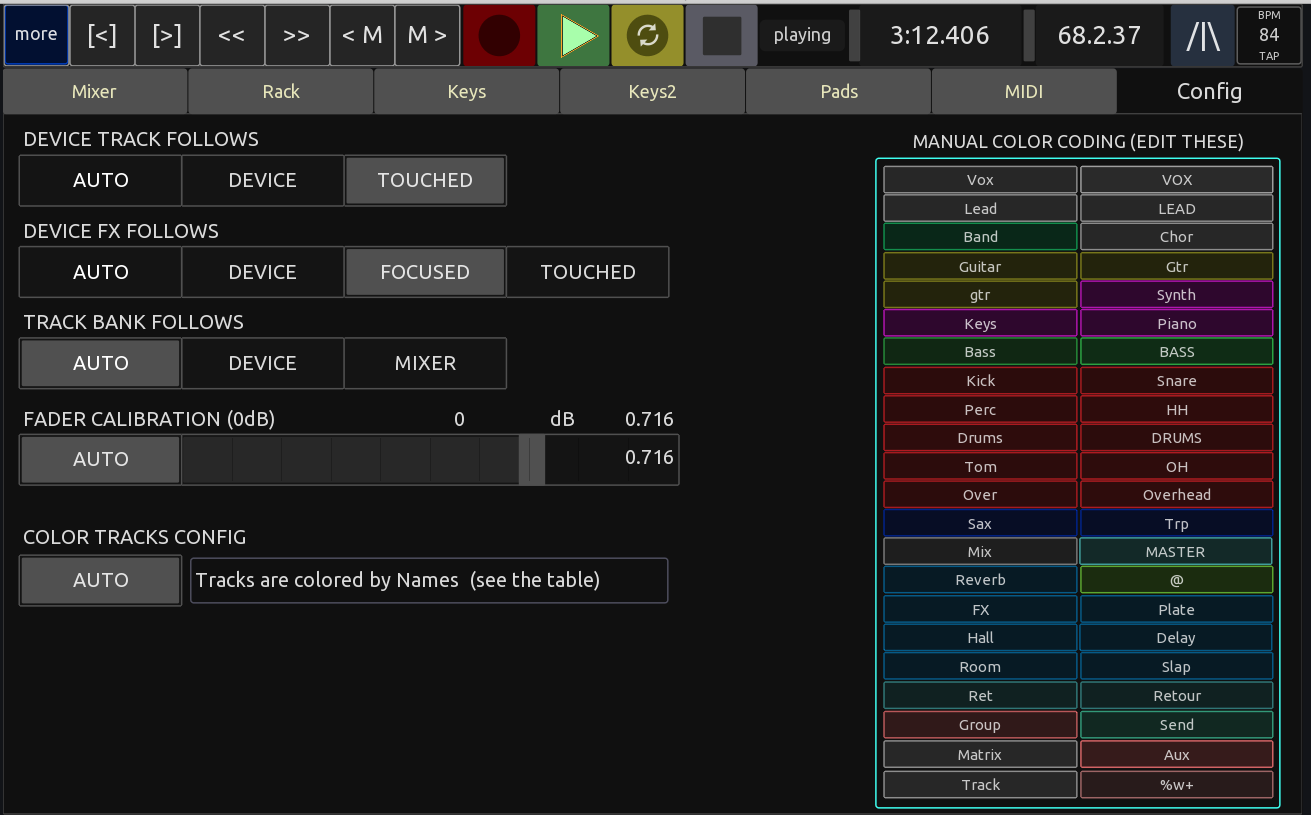 more [<] [>] << >> < M M > playing 3:12.406 68.2.37 /|\ BPM
84
TAP
Mixer Rack Keys Keys2 Pads MIDI Config
DEVICE TRACK FOLLOWS
AUTO DEVICE TOUCHED
DEVICE FX FOLLOWS
AUTO DEVICE FOCUSED TOUCHED
TRACK BANK FOLLOWS
AUTO DEVICE MIXER
FADER CALIBRATION (0dB) 0 dB 0.716
AUTO 0.716
COLOR TRACKS CONFIG
AUTO Tracks are colored by Names (see the table)
MANUAL COLOR CODING (EDIT THESE)
Vox VOX
Lead LEAD
Band Chor
Guitar Gtr
gtr Synth
Keys Piano
Bass BASS
Kick Snare
Perc HH
Drums DRUMS
Tom OH
Over Overhead
Sax Trp
Mix MASTER
Reverb @
FX Plate
Hall Delay
Room Slap
Ret Retour
Group Send
Matrix Aux
Track %w+